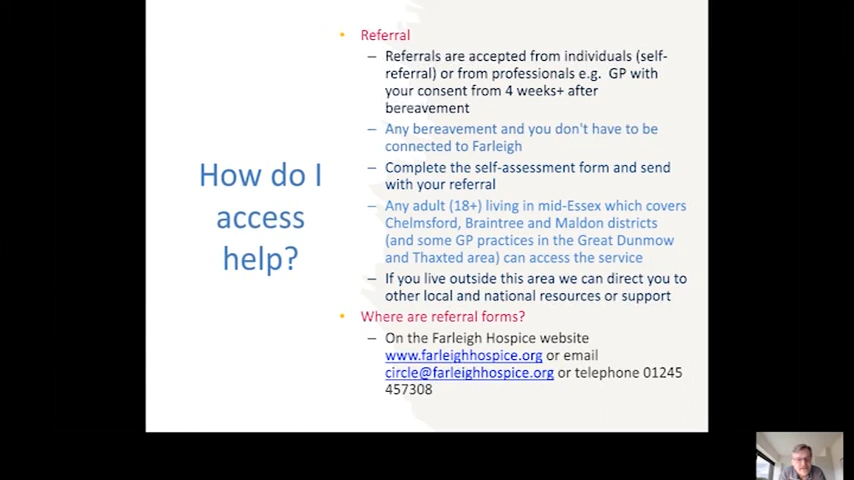 How do I
access
help?
• Referral
– Referrals are accepted from individuals (self-
referral) or from professionals e.g. GP with
your consent from 4 weeks+ after
bereavement
– Any bereavement and you don't have to be
connected to Farleigh
– Complete the self-assessment form and send
with your referral
– Any adult (18+) living in mid-Essex which covers
Chelmsford, Braintree and Maldon districts
(and some GP practices in the Great Dunmow
and Thaxted area) can access the service
– If you live outside this area we can direct you to
other local and national resources or support
• Where are referral forms?
– On the Farleigh Hospice website
www.farleighhospice.org or email
circle@farleighhospice.org or telephone 01245
457308